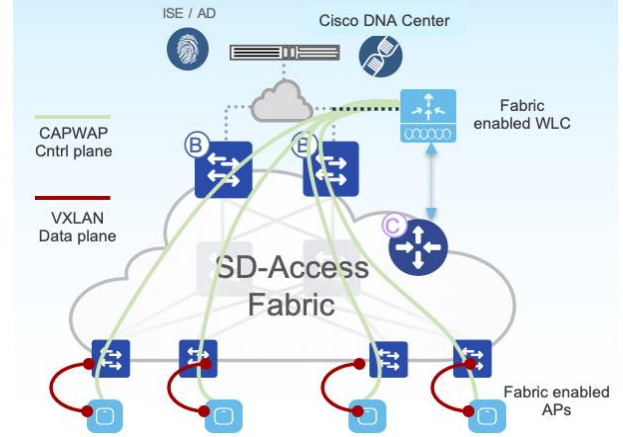 ISE / AD
Cisco DNA Center
Fabric
enabled WLC
CAPWAP
Cntrl plane
B
B
VXLAN
Data plane
C
SD-Access
Fabric
Fabric enabled
APs